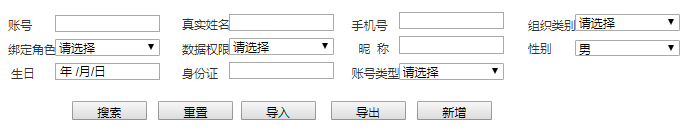 账号 真实姓名 手机号 组织类别 请选择
绑定角色 请选择 数据权限 请选择 昵 称 性别 男
生日 年 /月/日 身份证 账号类型 请选择
搜索 重置 导入 导出 新增